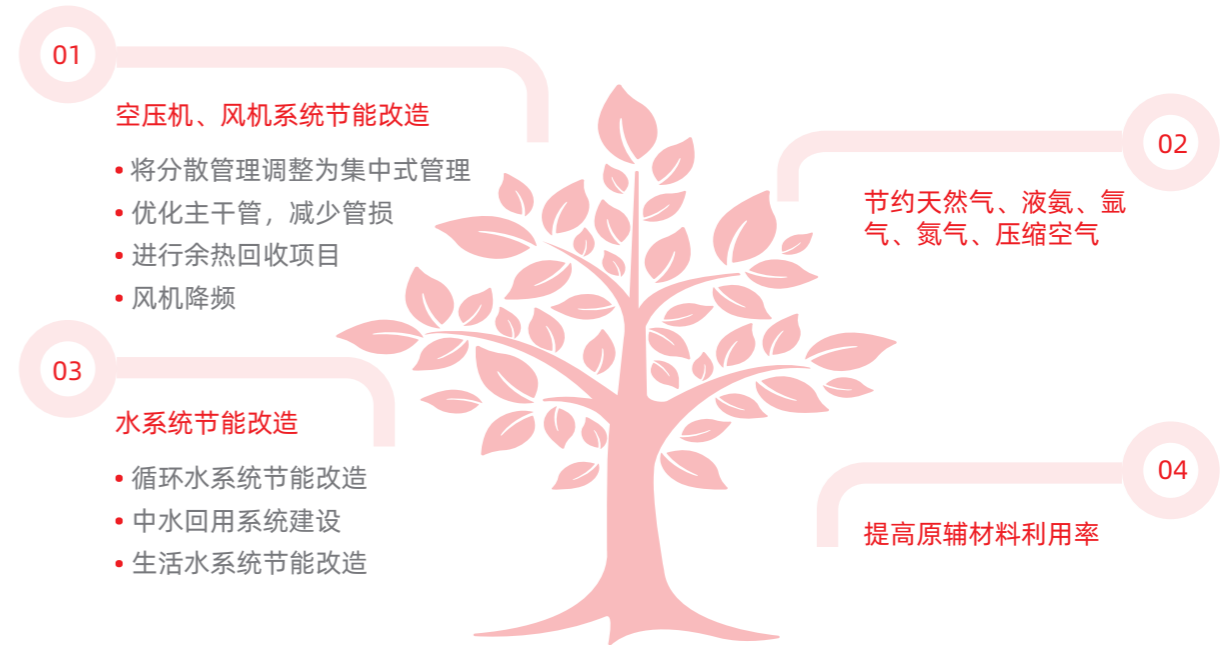 01
空压机、风机系统节能改造
• 将分散管理调整为集中式管理
• 优化主干管，减少管损
• 进行余热回收项目
• 风机降频
02
节约天然气、液氨、氩
气、氮气、压缩空气
03
水系统节能改造
• 循环水系统节能改造
• 中水回用系统建设
• 生活水系统节能改造
04
提高原辅材料利用率